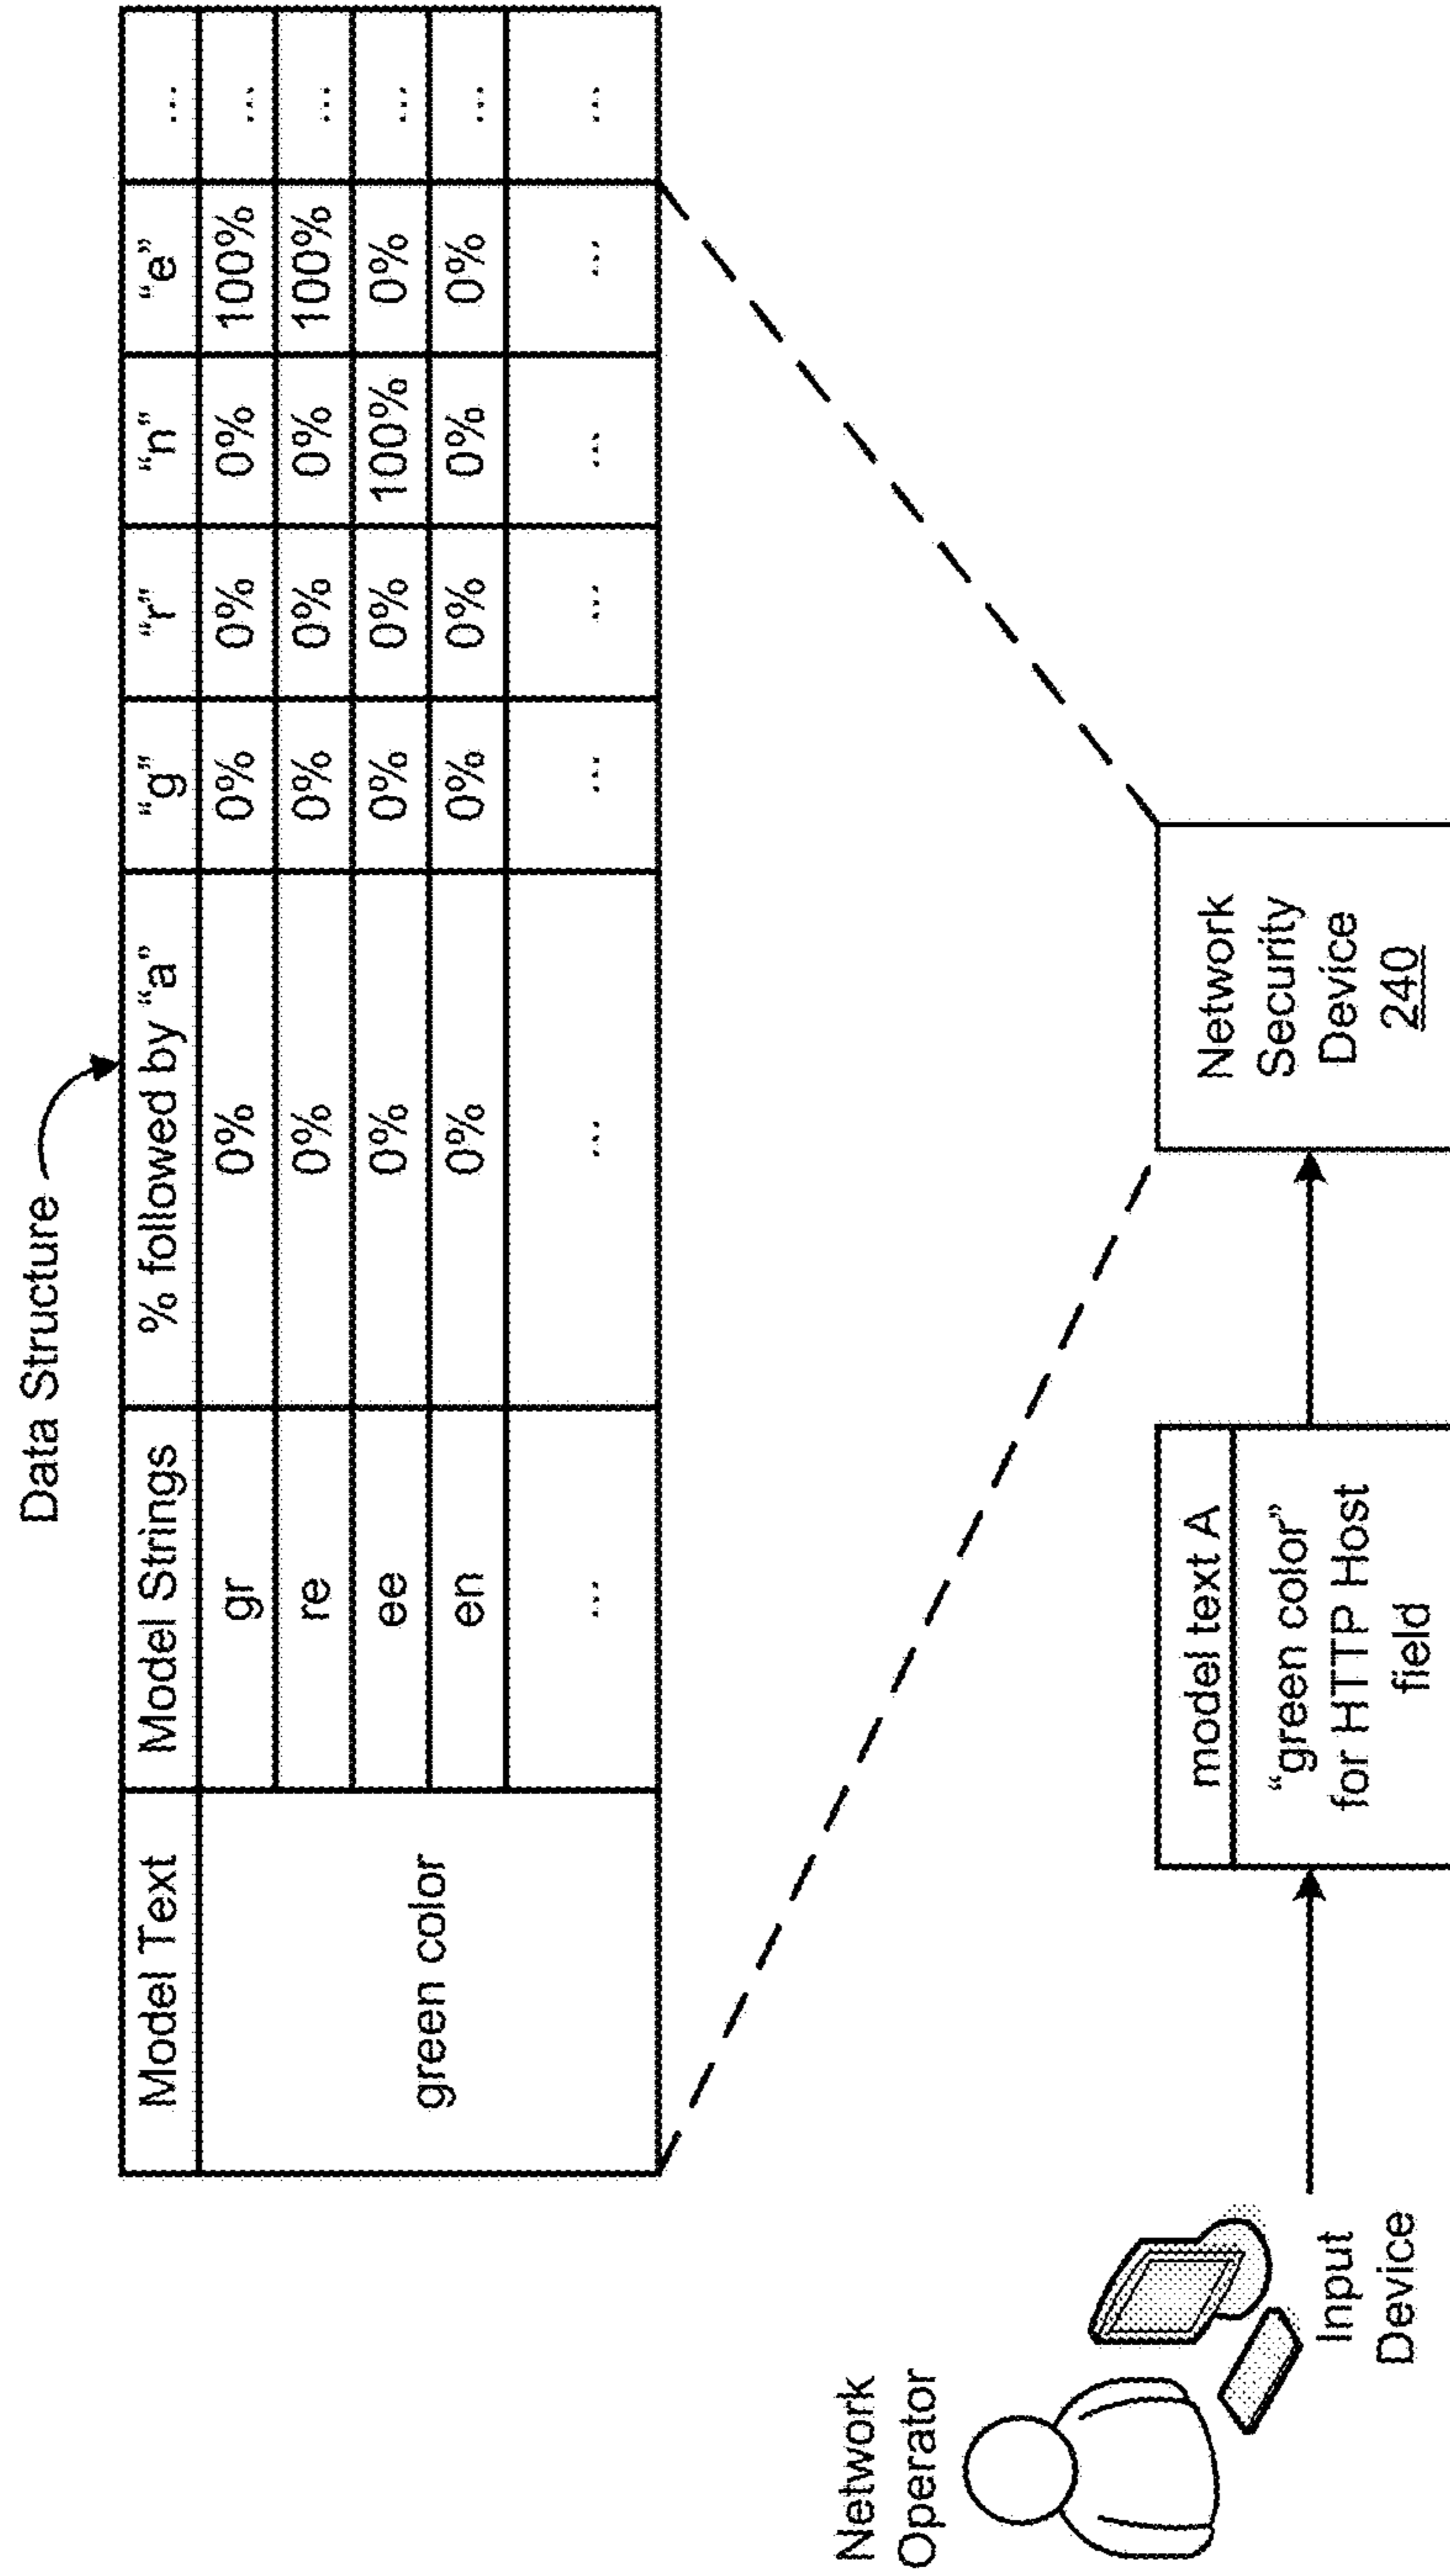 Data Structure
Model Text Model Strings % followed by “a” “g” “r” “n” “e” ...
green color
gr 0% 0% 0% 0% 100% ...
re 0% 0% 0% 0% 100% ...
ee 0% 0% 0% 100% 0% ...
en 0% 0% 0% 0% 0% ...
... ... ... ... ... ... ...
Network
Operator
Input
Device
model text A
“green color”
for HTTP Host
field
Network
Security
Device
240